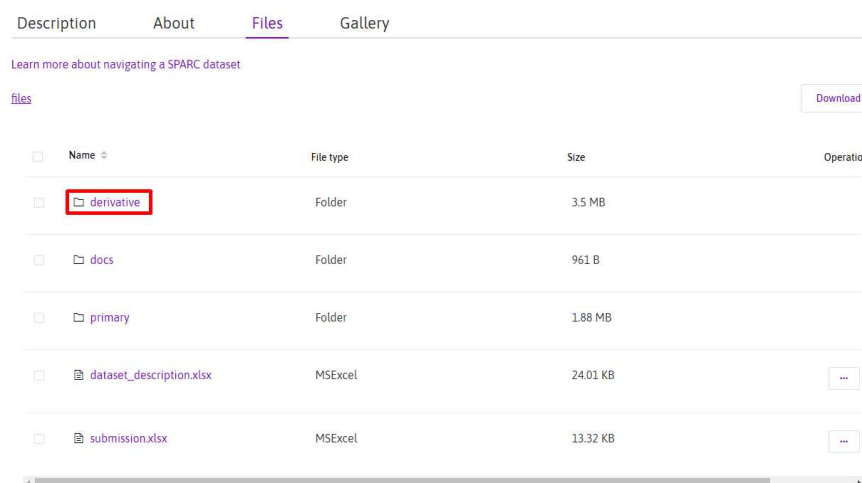 Description About Files Gallery
Learn more about navigating a SPARC dataset
files
Download
Name File type Size Operatio
derivative Folder 3.5 MB
docs Folder 961 B
primary Folder 1.88 MB
dataset_description.xlsx MSExcel 24.01 KB ...
submission.xlsx MSExcel 13.32 KB ...